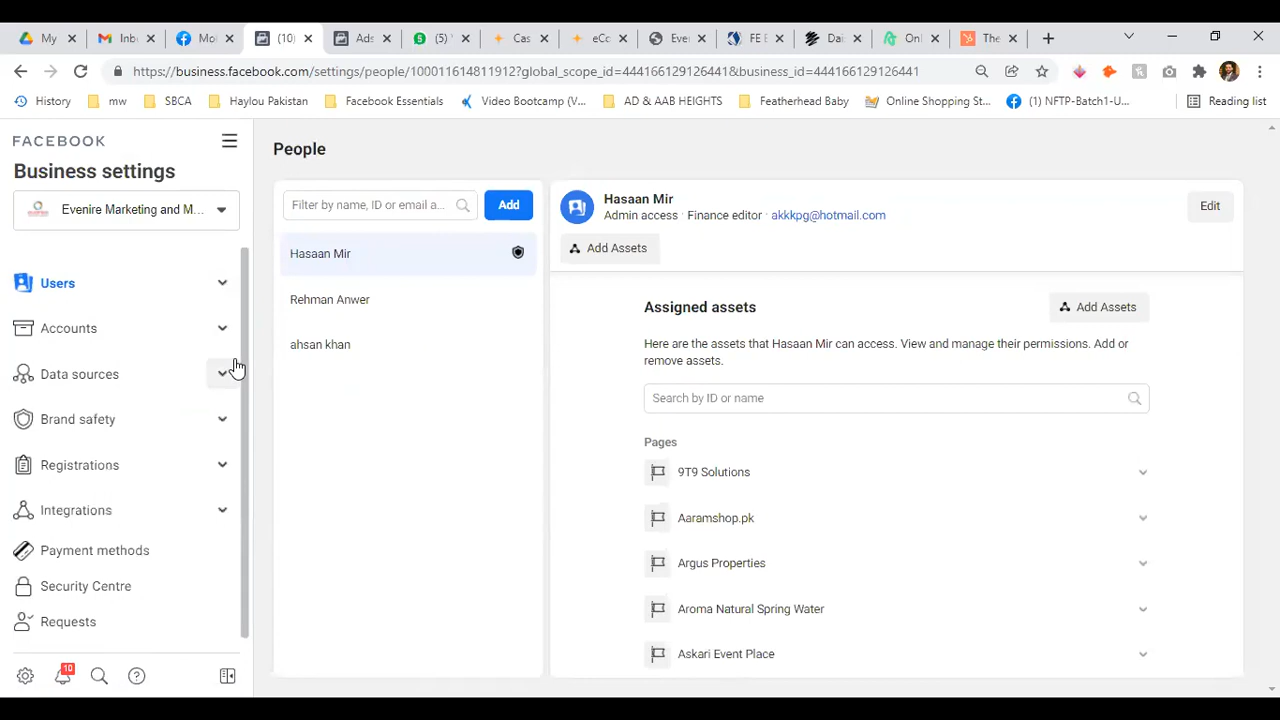 My
Inb
Mo
(10)
Ads
(5)
Cas
eCc
Eve
FE E
Dai
Onl
The
https://business.facebook.com/settings/people/100011614811912?global_scope_id=444166129126441&business_id=444166129126441
History
mw
SBCA
Haylou Pakistan
Facebook Essentials
Video Bootcamp (V...
AD & AAB HEIGHTS
Featherhead Baby
Online Shopping St...
(1) NFTP-Batch1-U...
Reading list
FACEBOOK
Business settings
Evenire Marketing and M...
Users
Accounts
Data sources
Brand safety
Registrations
Integrations
Payment methods
Security Centre
Requests
10
People
Filter by name, ID or email a...
Add
Hasaan Mir
Rehman Anwer
ahsan khan
Hasaan Mir
Admin access · Finance editor · akkkpg@hotmail.com
Edit
Add Assets
Assigned assets
Add Assets
Here are the assets that Hasaan Mir can access. View and manage their permissions. Add or
remove assets.
Search by ID or name
Pages
9T9 Solutions
Aaramshop.pk
Argus Properties
Aroma Natural Spring Water
Askari Event Place